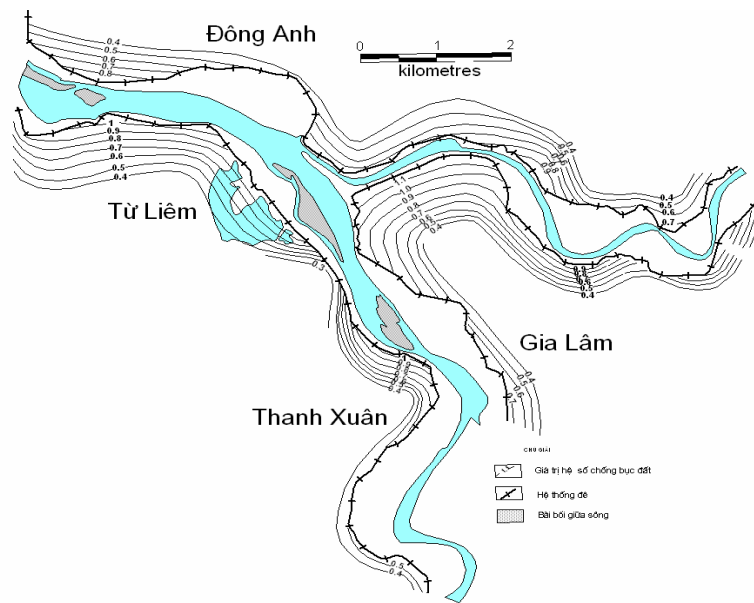 Đông Anh
0 1 2
kilometres
0.4
0.5
0.6
0.7
0.8
1
0.9
0.8
0.7
0.6
0.5
0.4
Từ Liêm
0.3
0.4
0.5
0.6
0.7
0.9
0.8
0.6
0.5
0.4
Gia Lâm
0.4
0.5
0.6
0.7
Thanh Xuân
0.5
0.4
CHÚ GIẢI
Giá trị hệ số chống bục đất
Hệ thống đê
Bãi bồi giữa sông